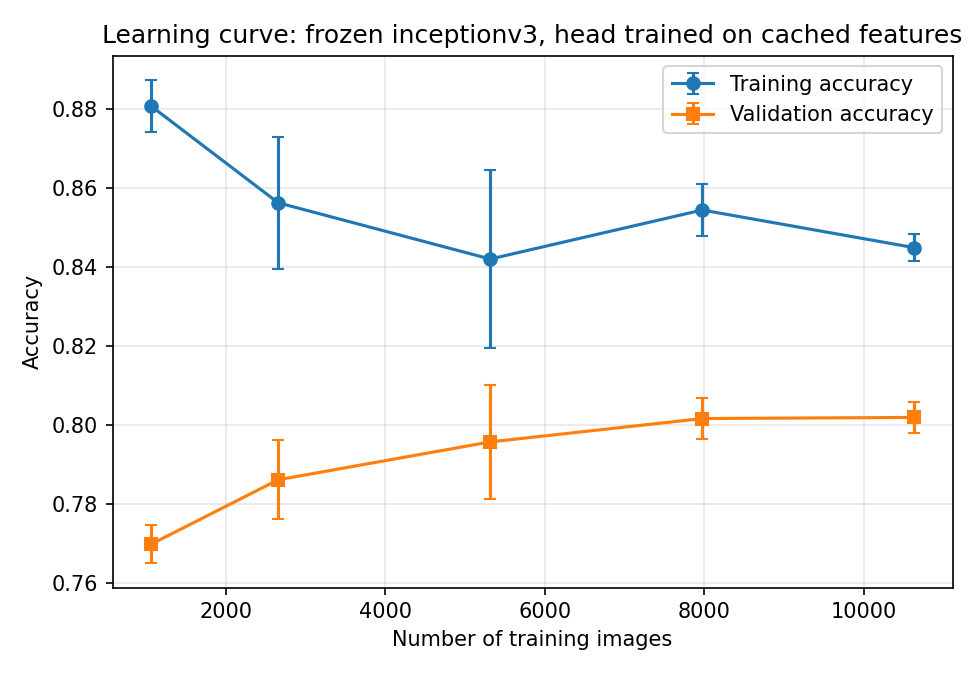 Learning curve: frozen inceptionv3, head trained on cached features
Training accuracy
Validation accuracy
Accuracy
0.88
0.86
0.84
0.82
0.80
0.78
0.76
2000 4000 6000 8000 10000
Number of training images